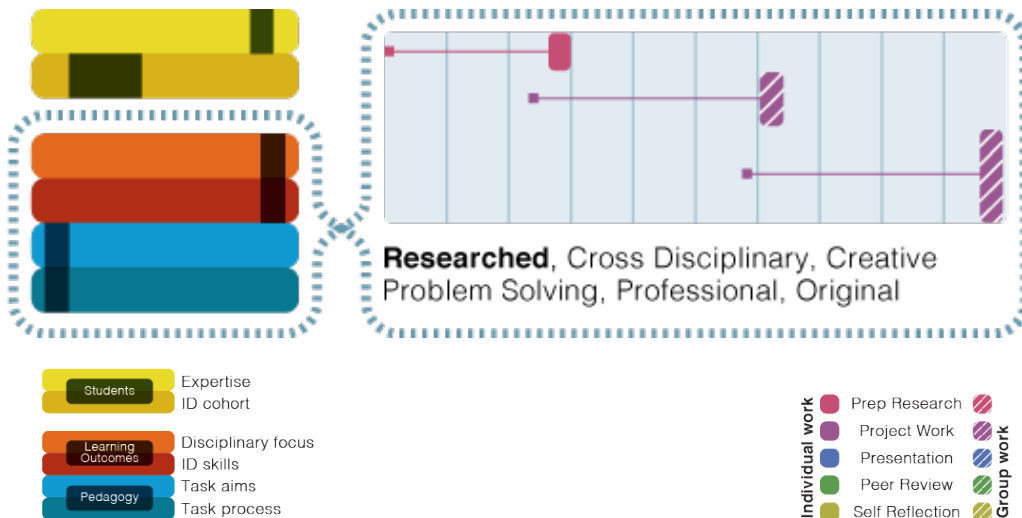 Researched, Cross Disciplinary, Creative
Problem Solving, Professional, Original
Students
Expertise
ID cohort
Learning
Outcomes
Disciplinary focus
ID skills
Pedagogy
Task aims
Task process
Individual work
Prep Research
Project Work
Presentation
Peer Review
Self Reflection
Group work